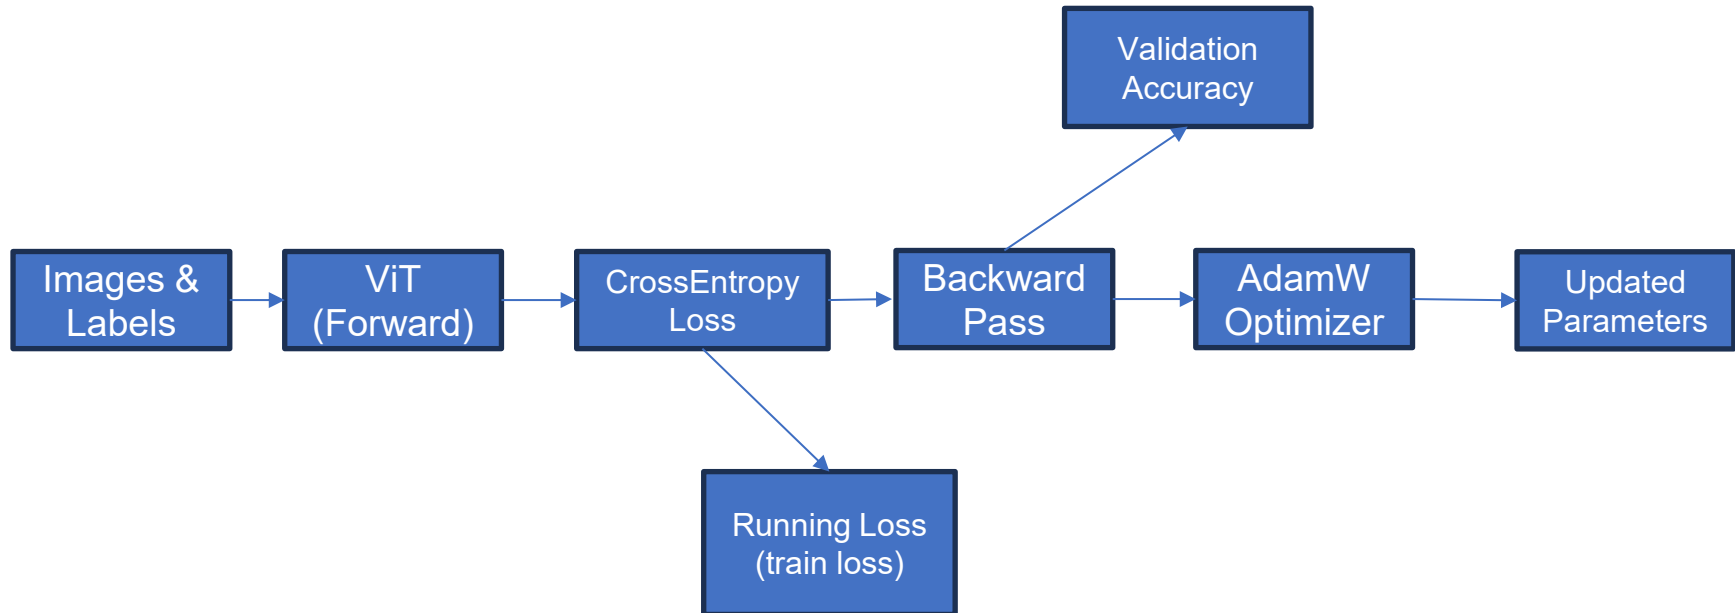 Validation
Accuracy
Images &
Labels
ViT
(Forward)
CrossEntropy
Loss
Backward
Pass
AdamW
Optimizer
Updated
Parameters
Running Loss
(train loss)